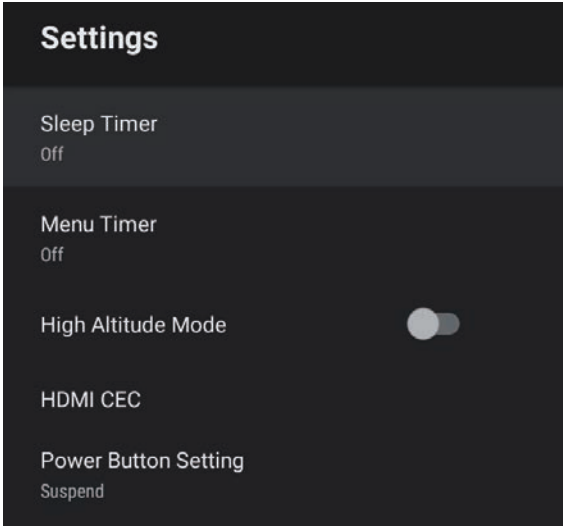 Settings
Sleep Timer
Off
Menu Timer
Off
High Altitude Mode
HDMI CEC
Power Button Setting
Suspend